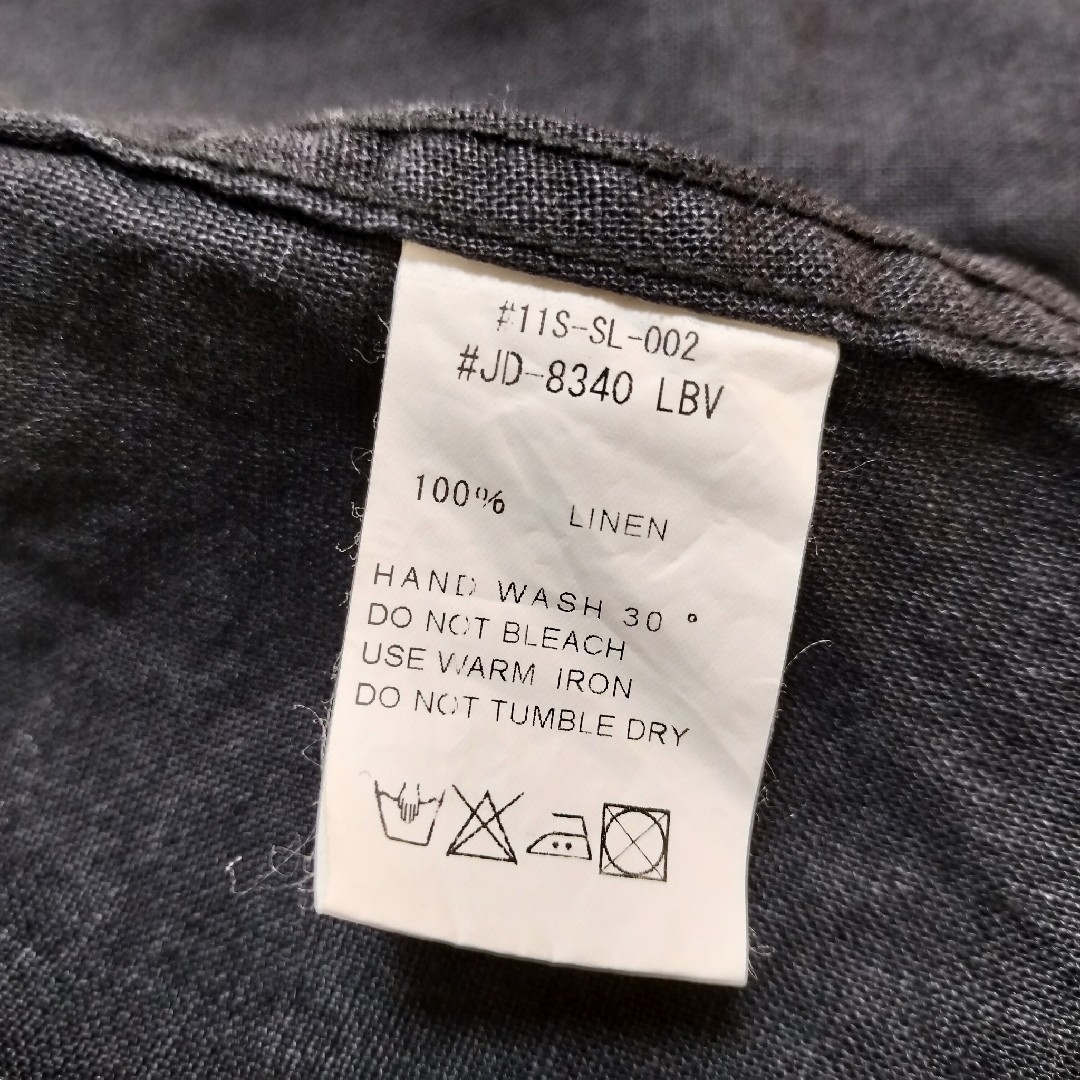 #11S-SL-002
#JD-8340 LBV
100% LINEN
HAND WASH 30 °
DO NOT BLEACH
USE WARM IRON
DO NOT TUMBLE DRY